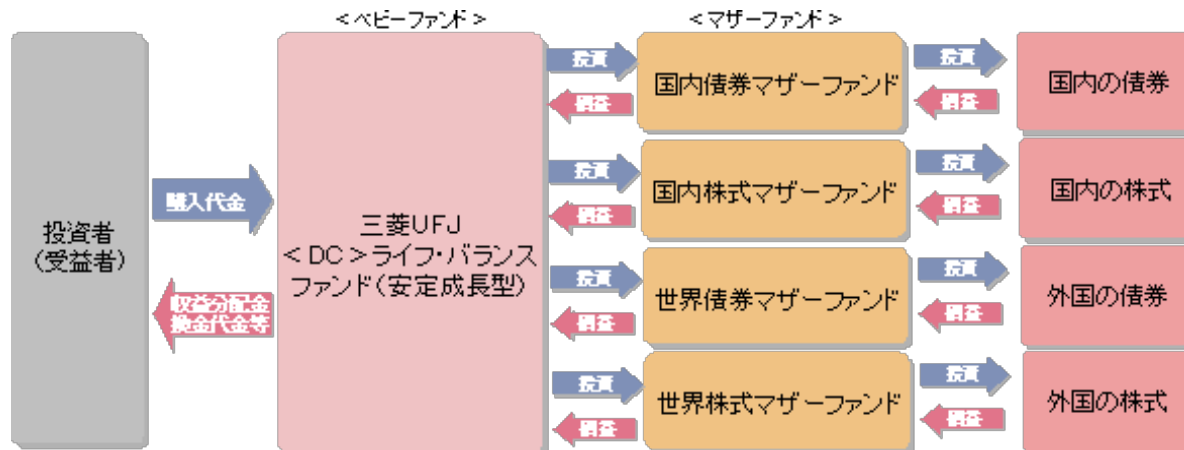 ＜ベビーファンド＞
＜マザーファンド＞
投資者
（受益者）
購入代金
収益分配金
換金代金等
三菱UFJ
＜DC＞ライフ・バランス
ファンド（安定成長型）
投資
損益
国内債券マザーファンド
投資
損益
国内の債券
投資
損益
国内株式マザーファンド
投資
損益
国内の株式
投資
損益
世界債券マザーファンド
投資
損益
外国の債券
投資
損益
世界株式マザーファンド
投資
損益
外国の株式